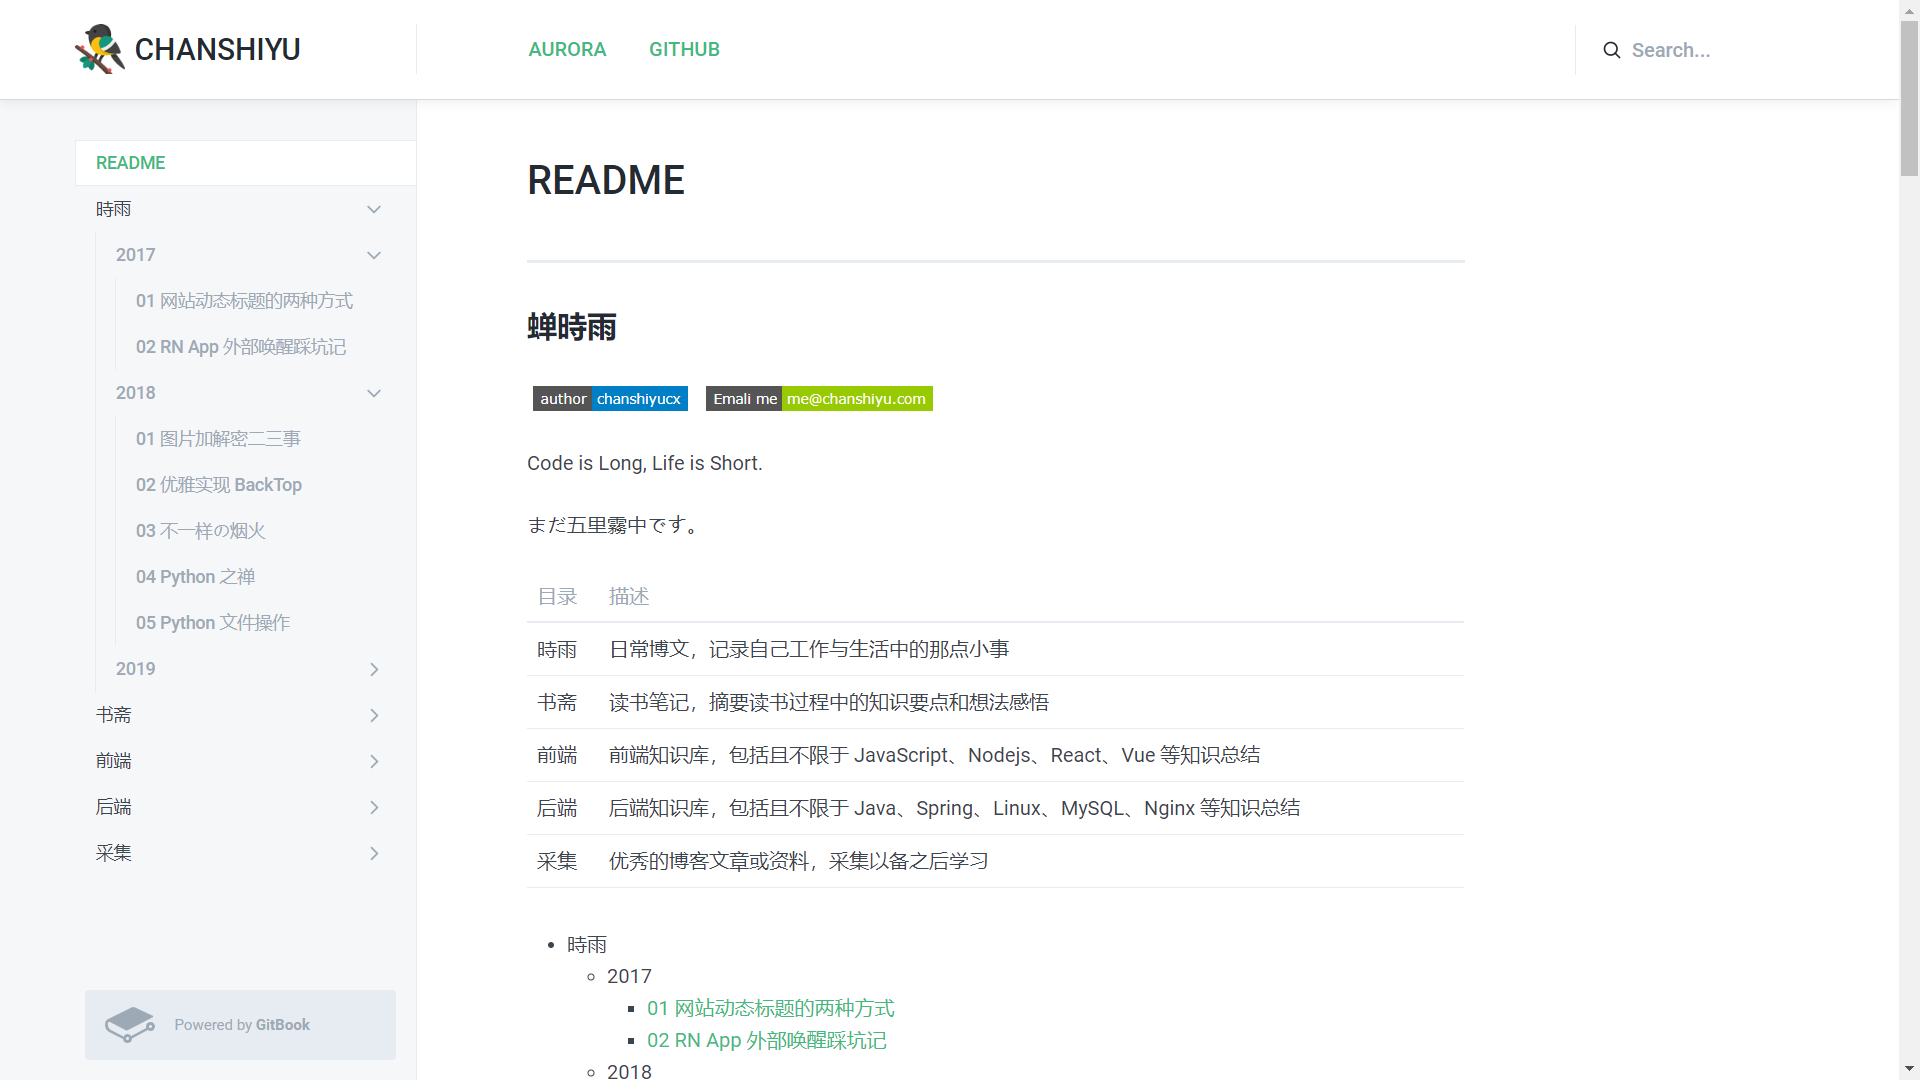 CHANSHIYU
AURORA
GITHUB
Search...
README
時雨
2017
01 网站动态标题的两种方式
02 RN App 外部唤醒踩坑记
2018
01 图片加解密二三事
02 优雅实现 BackTop
03 不一样の烟火
04 Python 之禅
05 Python 文件操作
2019
书斋
前端
后端
采集
Powered by GitBook
README
蝉時雨
author chanshiyucx Emali me me@chanshiyu.com
Code is Long, Life is Short.
まだ五里霧中です。
目录 描述
時雨 日常博文，记录自己工作与生活中的那点小事
书斋 读书笔记，摘要读书过程中的知识要点和想法感悟
前端 前端知识库，包括且不限于 JavaScript、Nodejs、React、Vue 等知识总结
后端 后端知识库，包括且不限于 Java、Spring、Linux、MySQL、Nginx 等知识总结
采集 优秀的博客文章或资料，采集以备之后学习
時雨
2017
01 网站动态标题的两种方式
02 RN App 外部唤醒踩坑记
2018